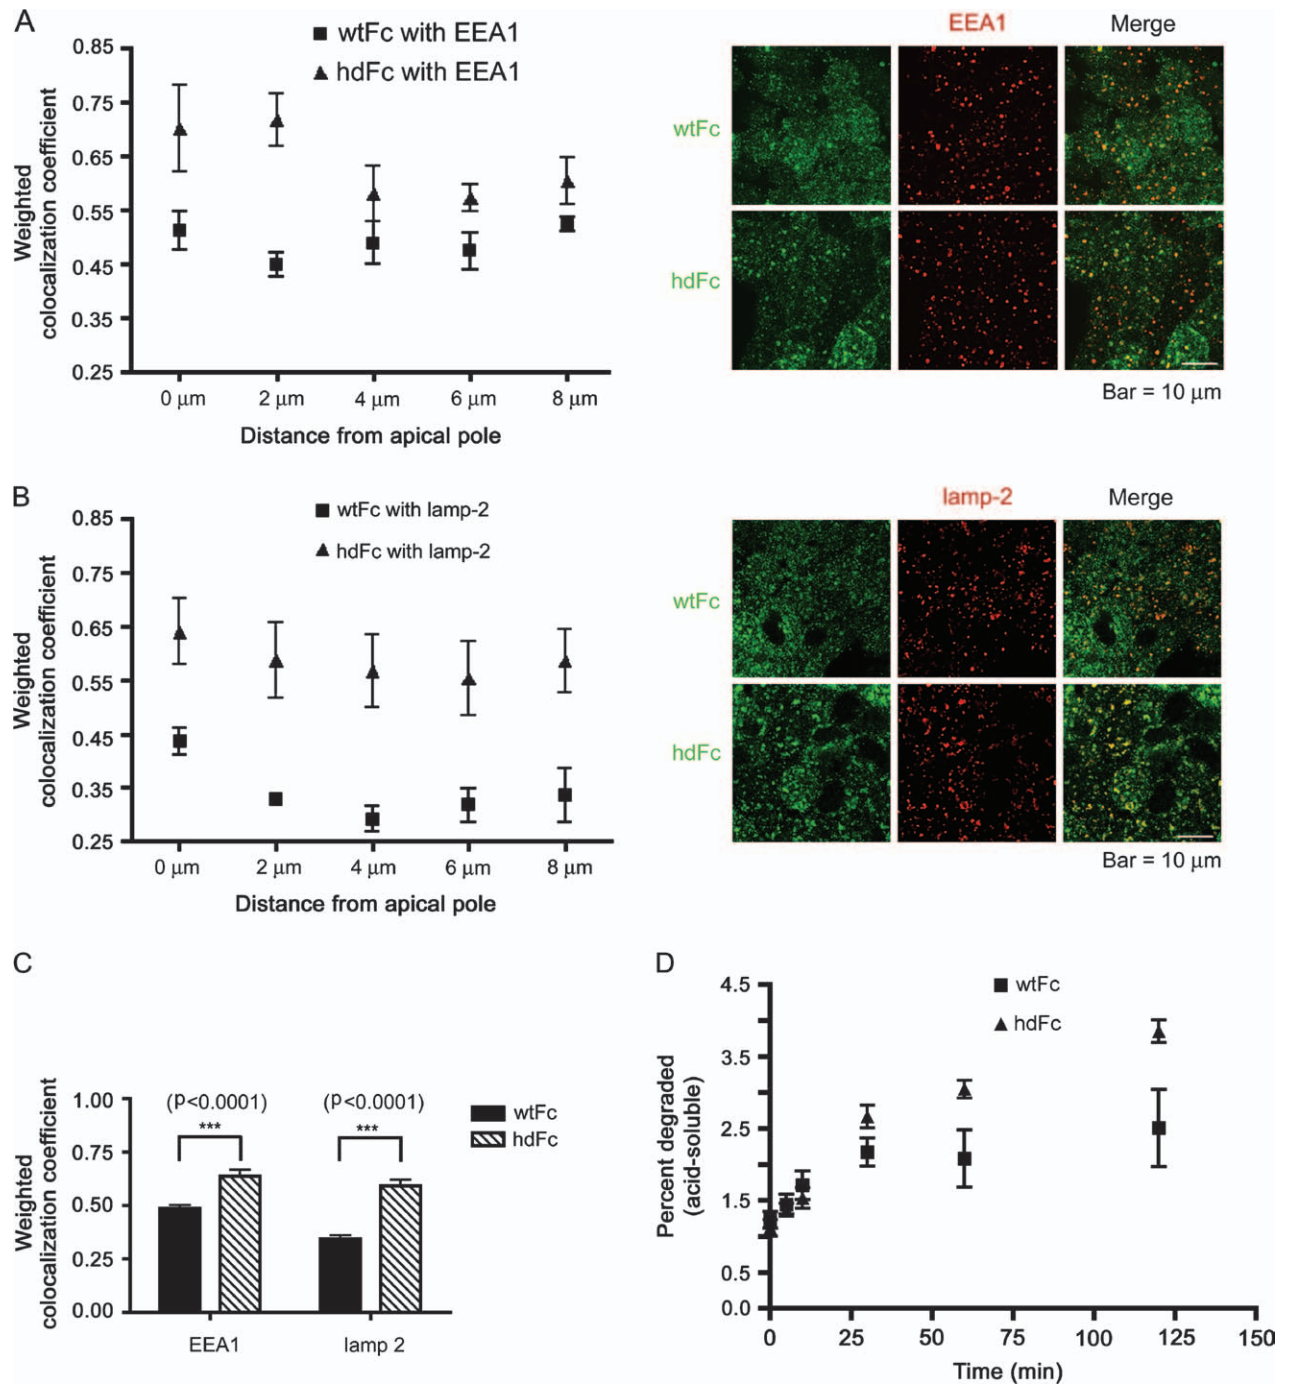 A
wtFc with EEA1
hdFc with EEA1
0.85
0.75
0.65
0.55
0.45
0.35
0.25
Weighted
colocalization coefficient
0 μm 2 μm 4 μm 6 μm 8 μm
Distance from apical pole
EEA1 Merge
wtFc
hdFc
Bar = 10 μm
B
wtFc with lamp-2
hdFc with lamp-2
0.85
0.75
0.65
0.55
0.45
0.35
0.25
Weighted
colocalization coefficient
0 μm 2 μm 4 μm 6 μm 8 μm
Distance from apical pole
lamp-2 Merge
wtFc
hdFc
Bar = 10 μm
C
1.00
0.75
0.50
0.25
0.00
Weighted
colocalization coefficient
(p<0.0001) (p<0.0001)
*** ***
wtFc
hdFc
EEA1 lamp 2
D
wtFc
hdFc
4.5
3.5
2.5
1.5
0.5
0.0
Percent degraded
(acid-soluble)
0 25 50 75 100 125 150
Time (min)